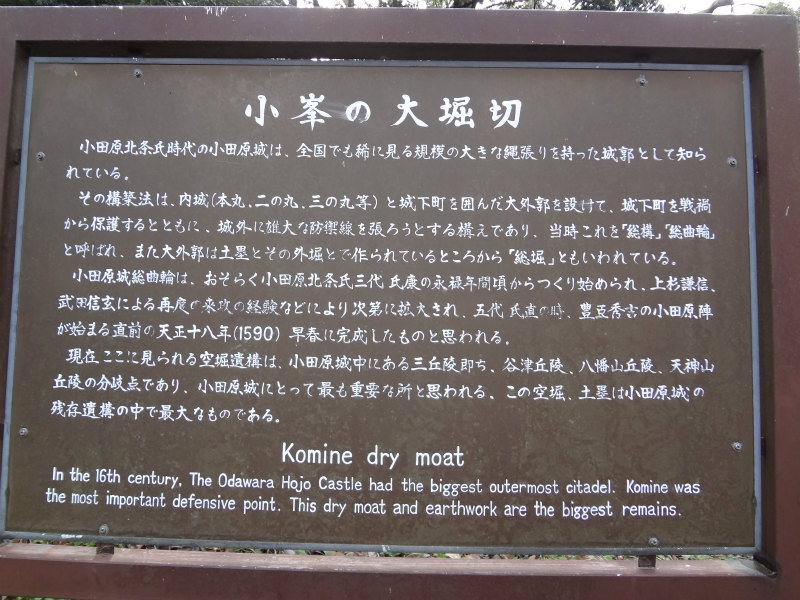 小峯の大堀切
小田原北条氏時代の小田原城は、全国でも稀に見る規模の大きな縄張りを持った城郭として知ら
れている。
その構築法は、内城(本丸、二の丸、三の丸等)と城下町を囲んだ大外郭を設けて、城下町を戦禍
から保護するとともに、城外に雄大な防禦線を張ろうとする構えであり、当時これを「総構」「総曲輪」
と呼ばれ、また大外郭は土塁とその外堀とで作られているところから「総堀」ともいわれている。
小田原城総曲輪は、おそらく小田原北条氏三代 氏康の永禄年間頃からつくり始められ、上杉謙信、
武田信玄による再度の来攻の経験などにより次第に拡大され、五代 氏直の時、豊臣秀吉の小田原陣
が始まる直前の天正十八年(1590) 早春に完成したものと思われる。
現在ここに見られる空堀遺構は、小田原城中にある三丘陵即ち、谷津丘陵、八幡山丘陵、天神山
丘陵の分岐点であり、小田原城にとって最も重要な所と思われる。この空堀、土塁は小田原城の
残存遺構の中で最大なものである。
Komine dry moat
In the 16th century, The Odawara Hojo Castle had the biggest outermost citadel. Komine was
the most important defensive point. This dry moat and earthwork are the biggest remains.